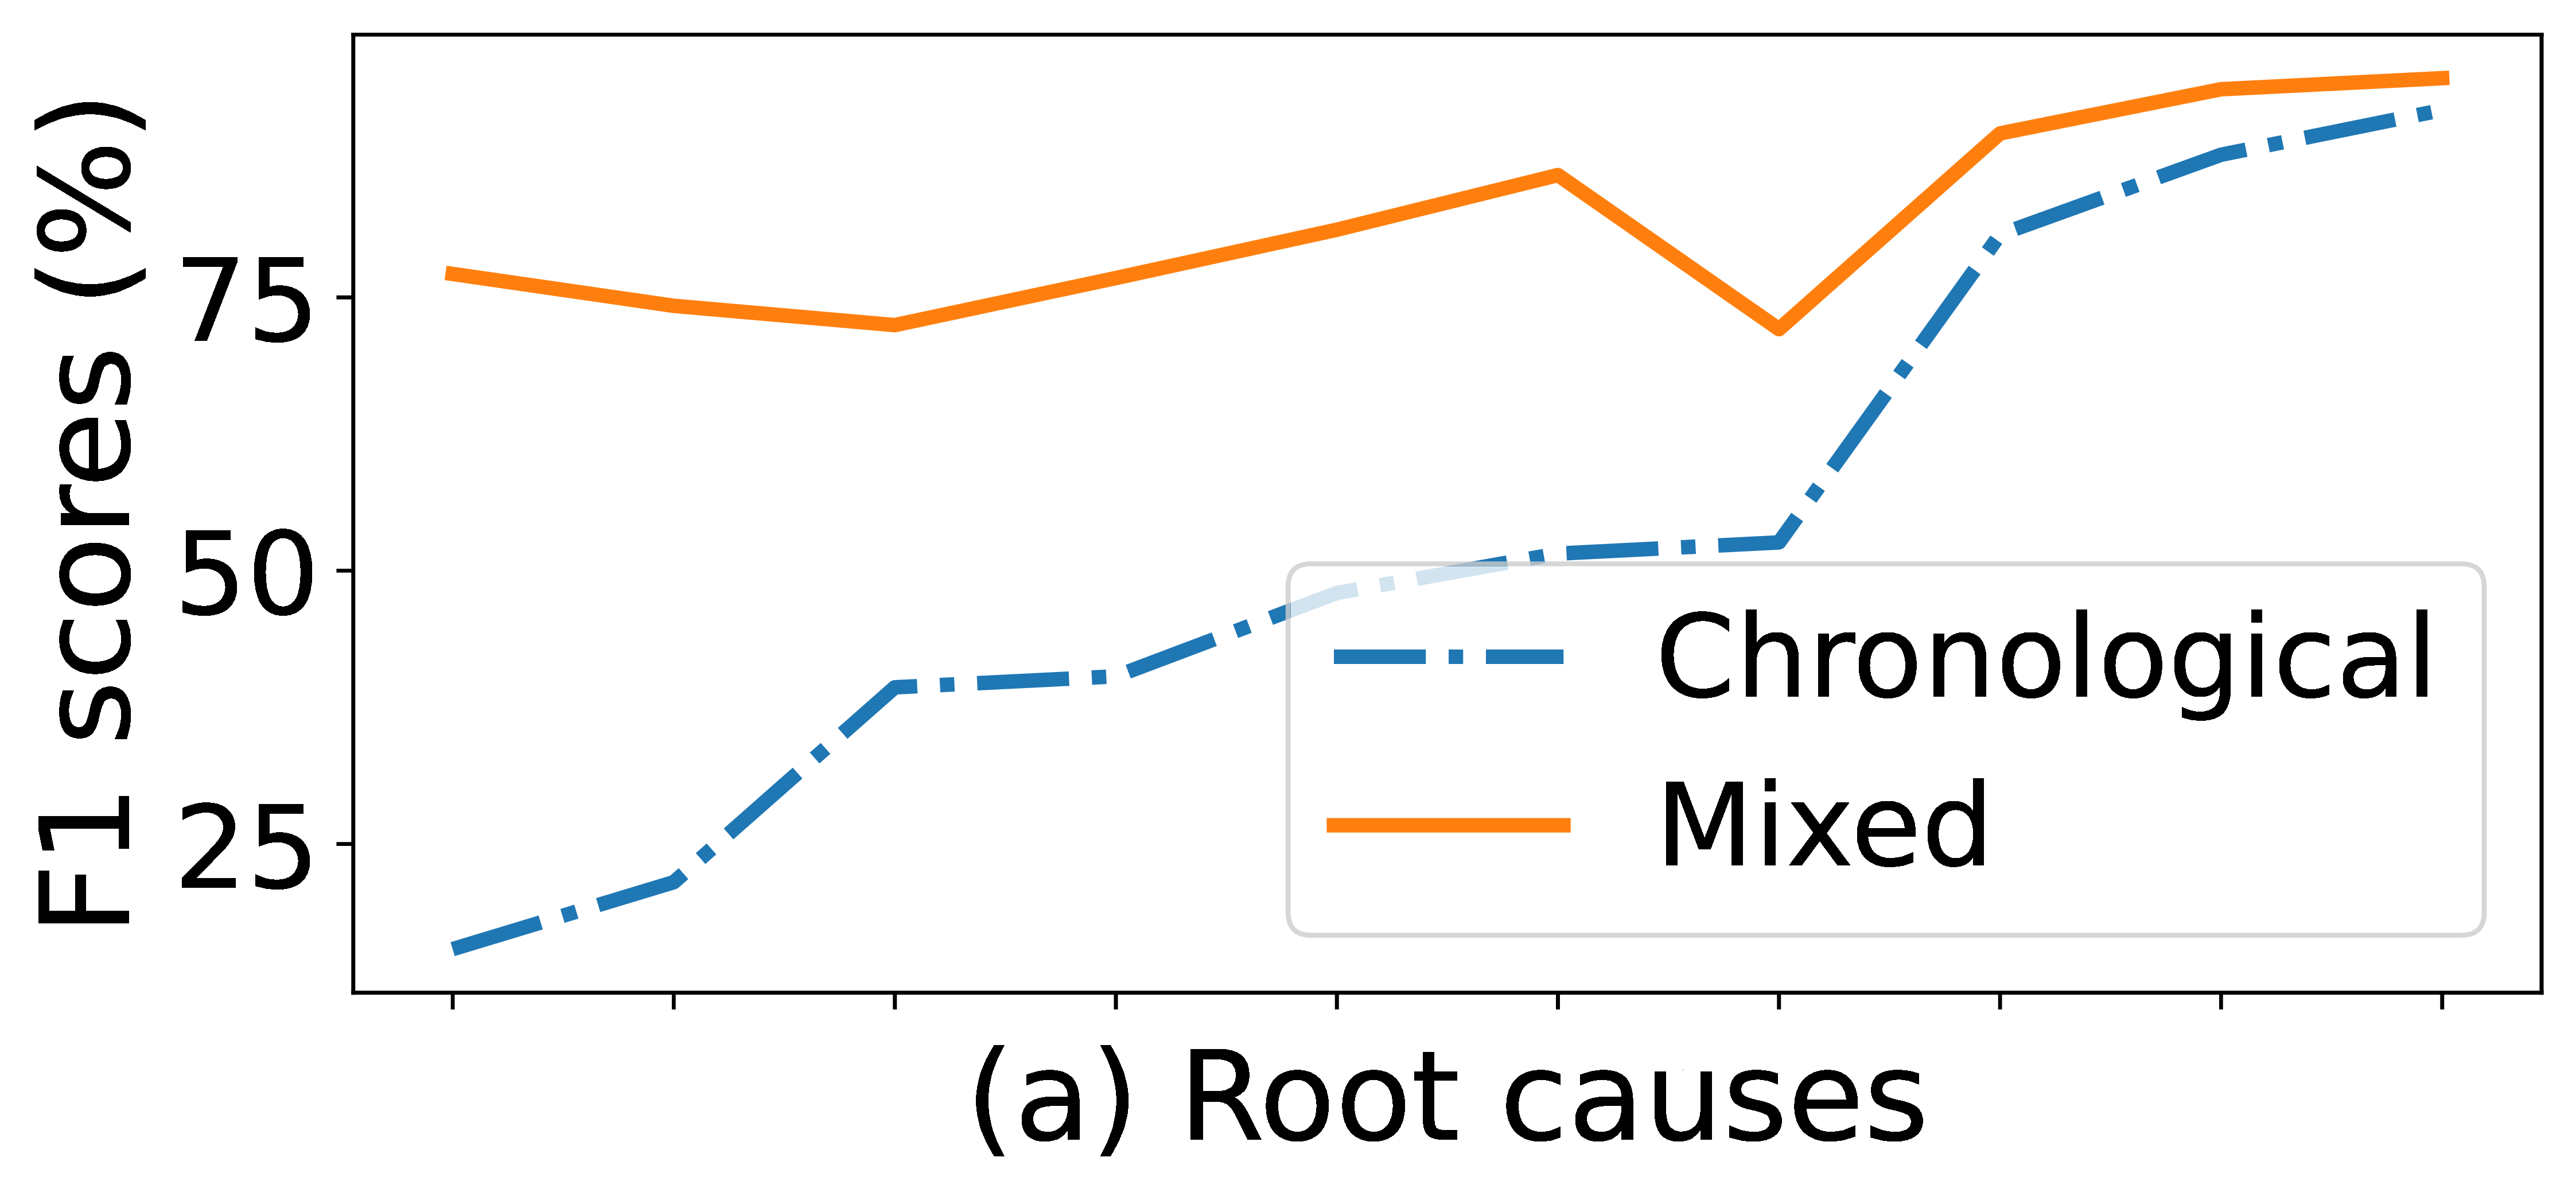 F1 scores (%)
75
50
25
Chronological
Mixed
(a) Root causes